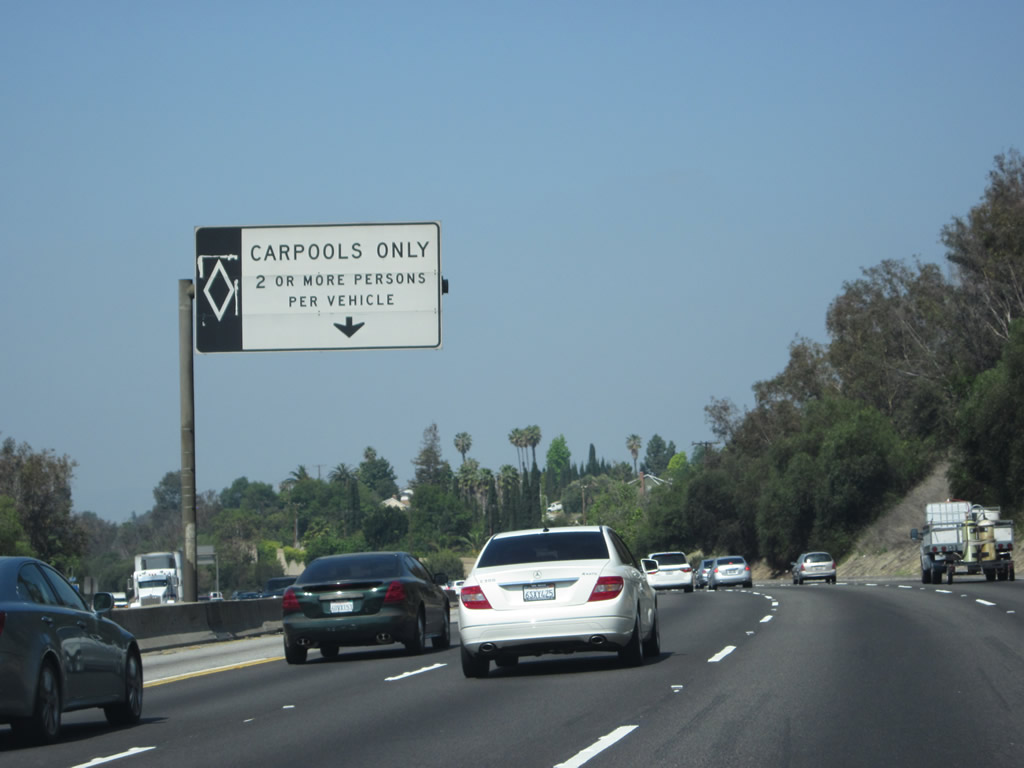 CARPOOLS ONLY
2 OR MORE PERSONS
PER VEHICLE